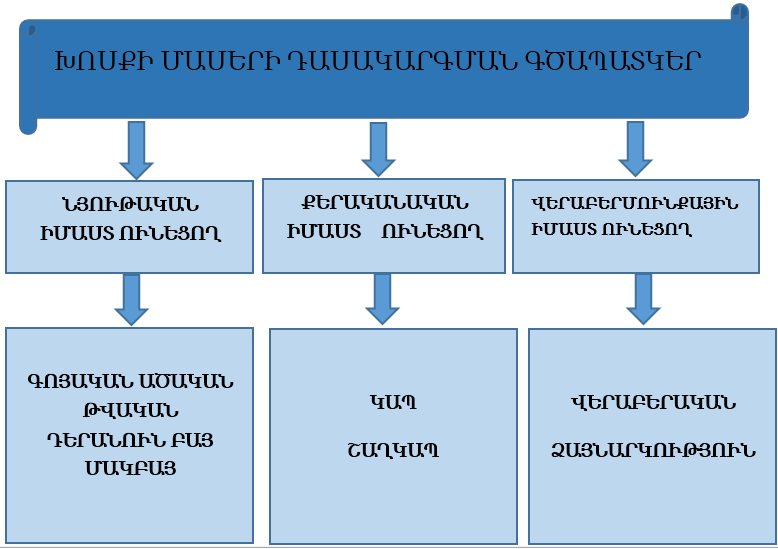 ԽՈՍՔԻ ՄԱՍԵՐԻ ԴԱՍԱԿԱՐԳՄԱՆ ԳԾԱՊԱՏԿԵՐ
ՆՅՈՒԹԱԿԱՆ
ԻՄԱՍՏ ՈՒՆԵՑՈՂ
ՔԵՐԱԿԱՆԱԿԱՆ
ԻՄԱՍՏ ՈՒՆԵՑՈՂ
ՎԵՐԱԲԵՐՄՈՒՆՔԱՅԻՆ
ԻՄԱՍՏ ՈՒՆԵՑՈՂ
ԳՈՅԱԿԱՆ ԱԾԱԿԱՆ
ԹՎԱԿԱՆ
ԴԵՐԱՆՈՒՆ ԲԱՅ
ՄԱԿԲԱՅ
ԿԱՊ
ՇԱՂԿԱՊ
ՎԵՐԱԲԵՐԱԿԱՆ
ՁԱՅՆԱՐԿՈՒԹՅՈՒՆ